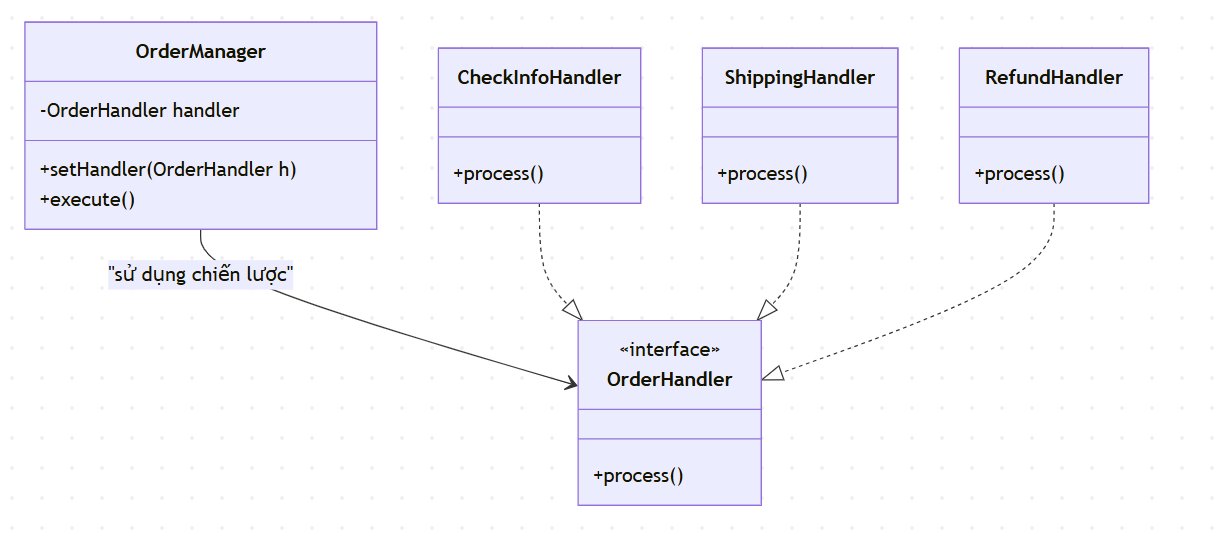 OrderManager
-OrderHandler handler
+setHandler(OrderHandler h)
+execute()
CheckInfoHandler
+process()
ShippingHandler
+process()
RefundHandler
+process()
"sử dụng chiến lược"
«interface»
OrderHandler
+process()